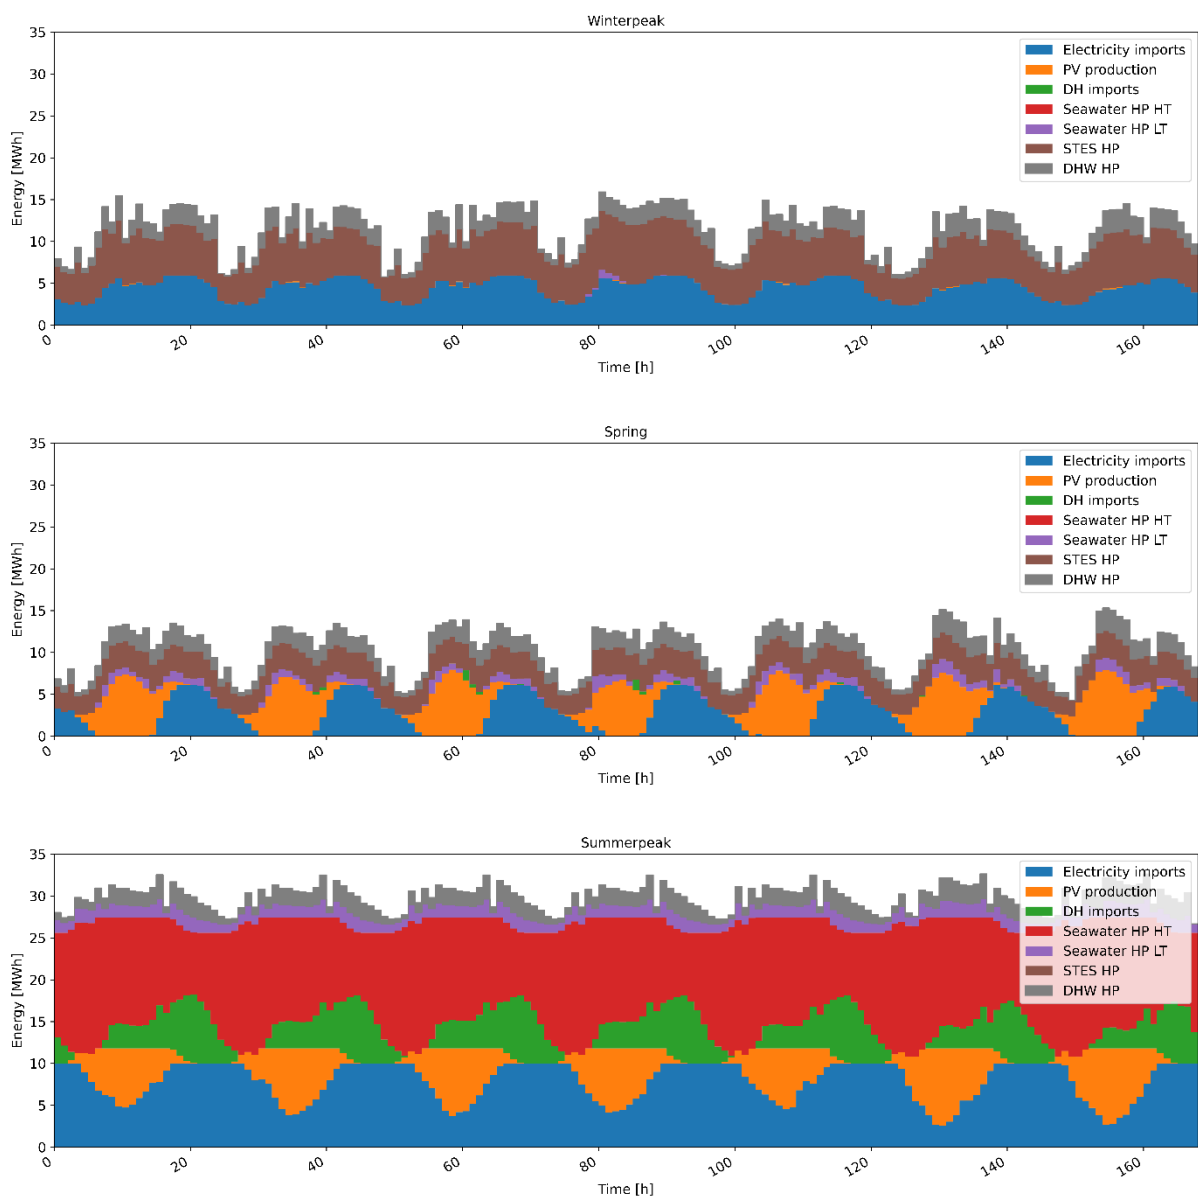 Winterpeak
35
30
25
20
15
10
5
0
Energy [MWh]
Electricity imports
PV production
DH imports
Seawater HP HT
Seawater HP LT
STES HP
DHW HP
0 20 40 60 80 100 120 140 160
Time [h]
Spring
35
30
25
20
15
10
5
0
Energy [MWh]
Electricity imports
PV production
DH imports
Seawater HP HT
Seawater HP LT
STES HP
DHW HP
0 20 40 60 80 100 120 140 160
Time [h]
Summerpeak
35
30
25
20
15
10
5
0
Energy [MWh]
Electricity imports
PV production
DH imports
Seawater HP HT
Seawater HP LT
STES HP
DHW HP
0 20 40 60 80 100 120 140 160
Time [h]